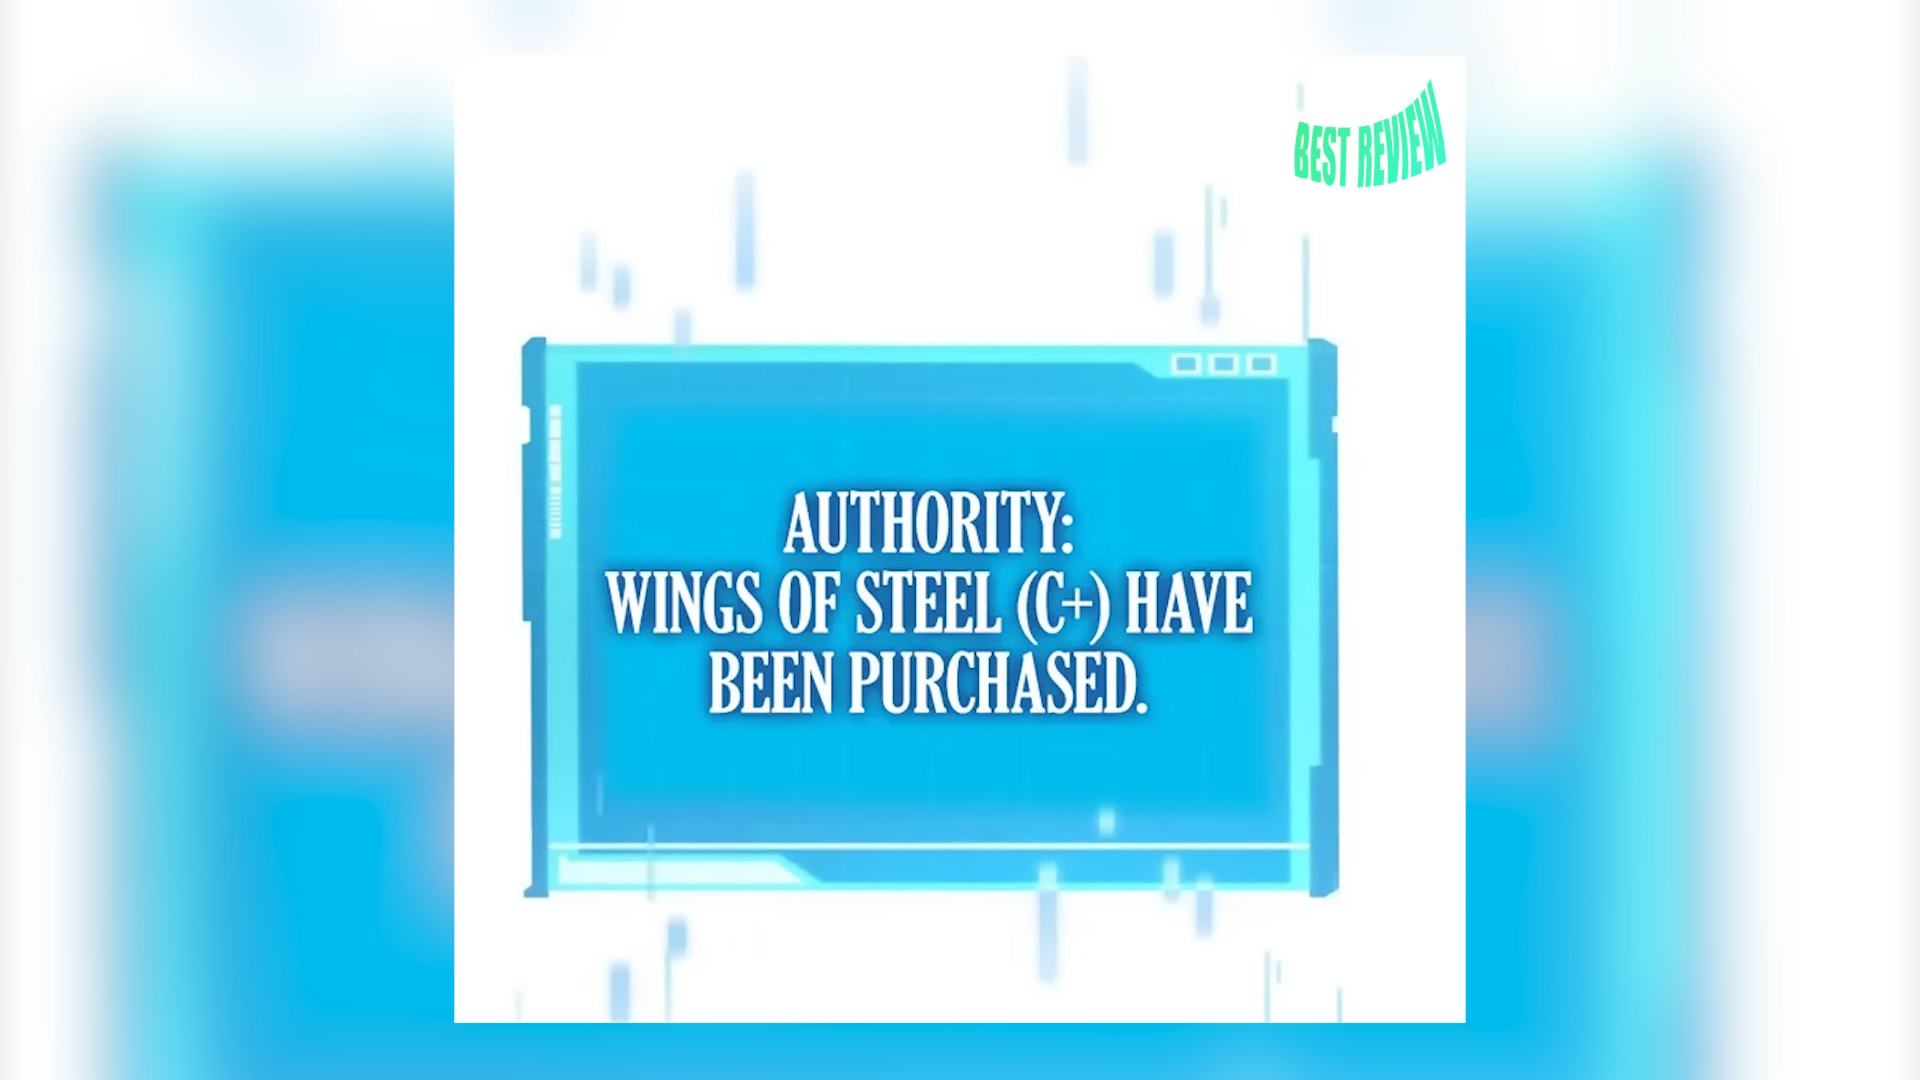 BEST REVIEW
AUTHORITY:
WINGS OF STEEL (C+) HAVE
BEEN PURCHASED.